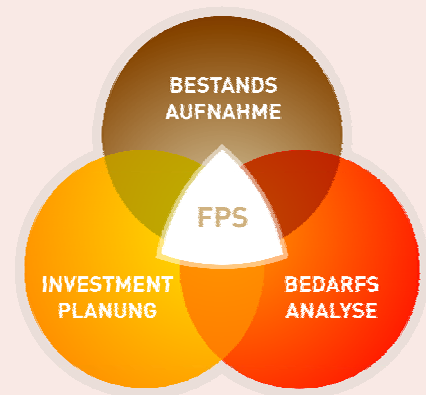 BESTANDS
AUFNAHME
FPS
INVESTMENT
PLANUNG
BEDARFS
ANALYSE